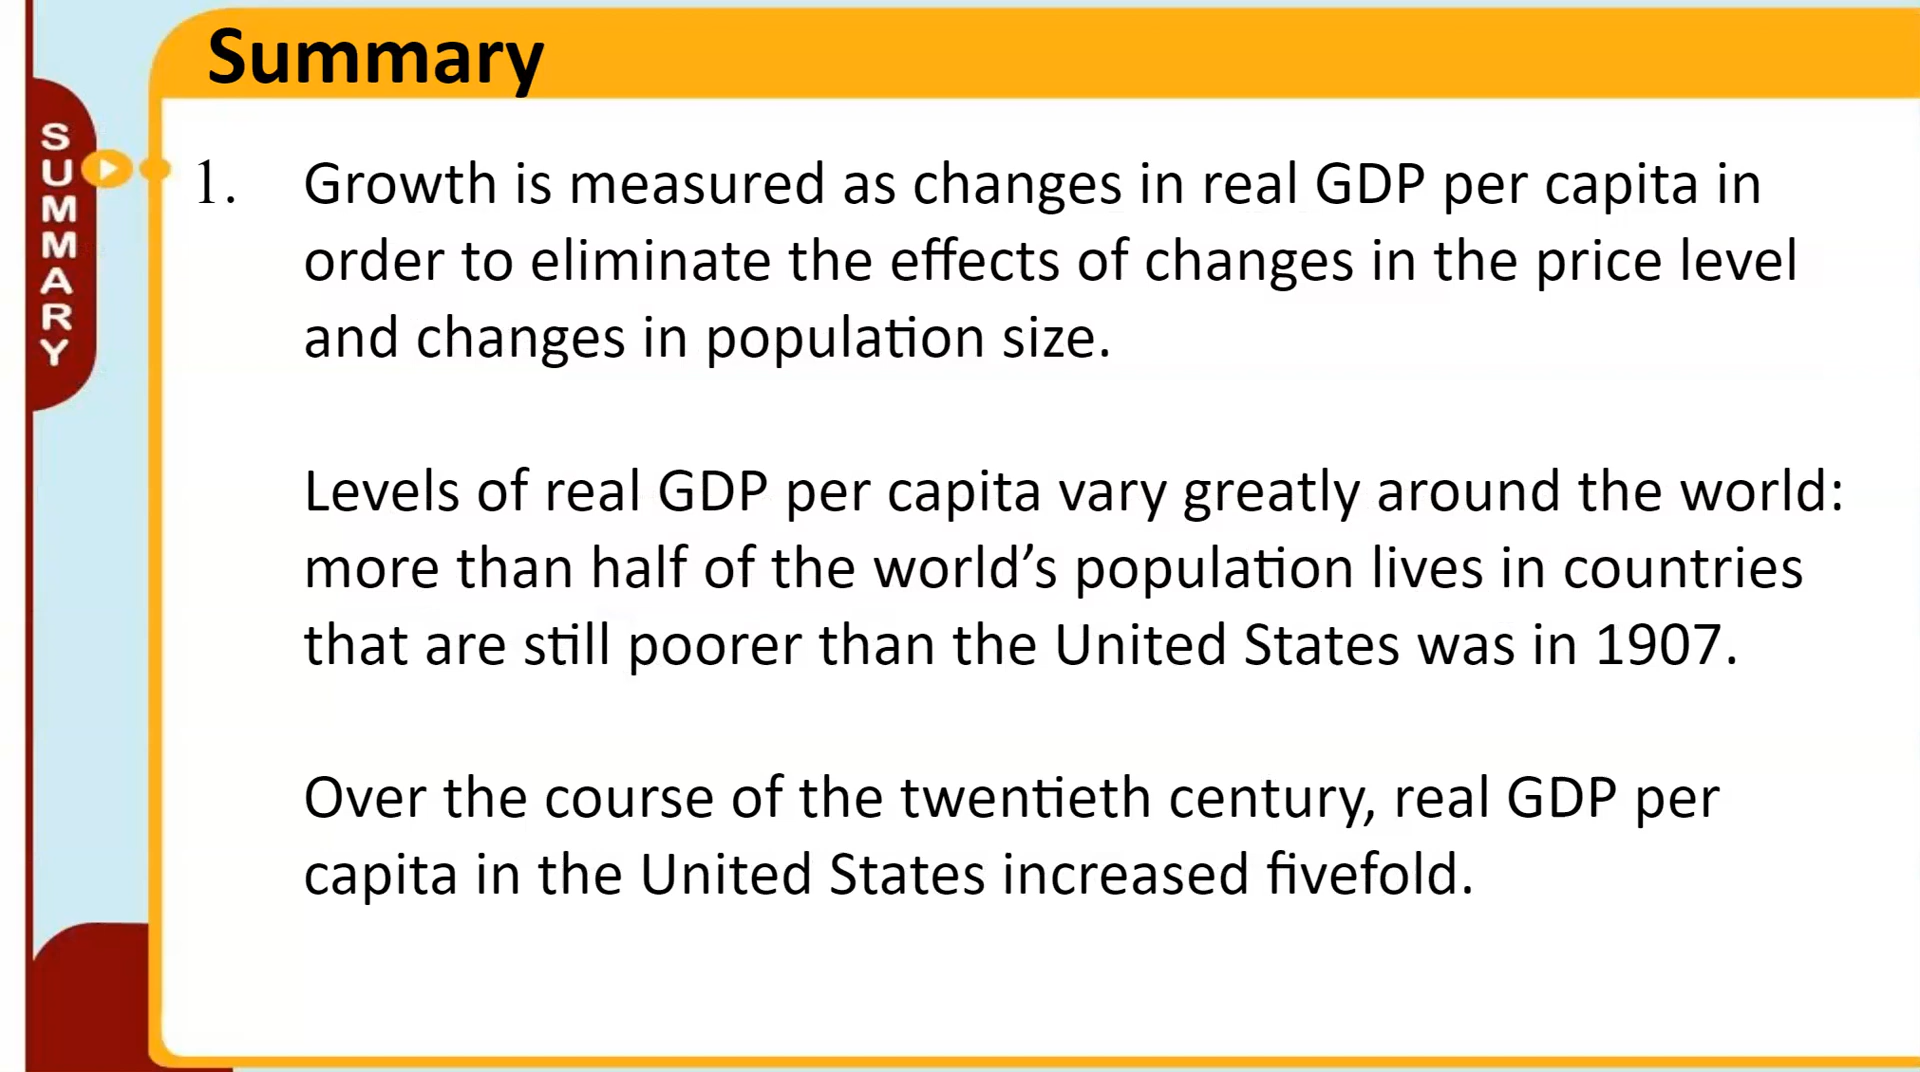 Summary
SUMMARY
1. Growth is measured as changes in real GDP per capita in
order to eliminate the effects of changes in the price level
and changes in population size.
Levels of real GDP per capita vary greatly around the world:
more than half of the world’s population lives in countries
that are still poorer than the United States was in 1907.
Over the course of the twentieth century, real GDP per
capita in the United States increased fivefold.